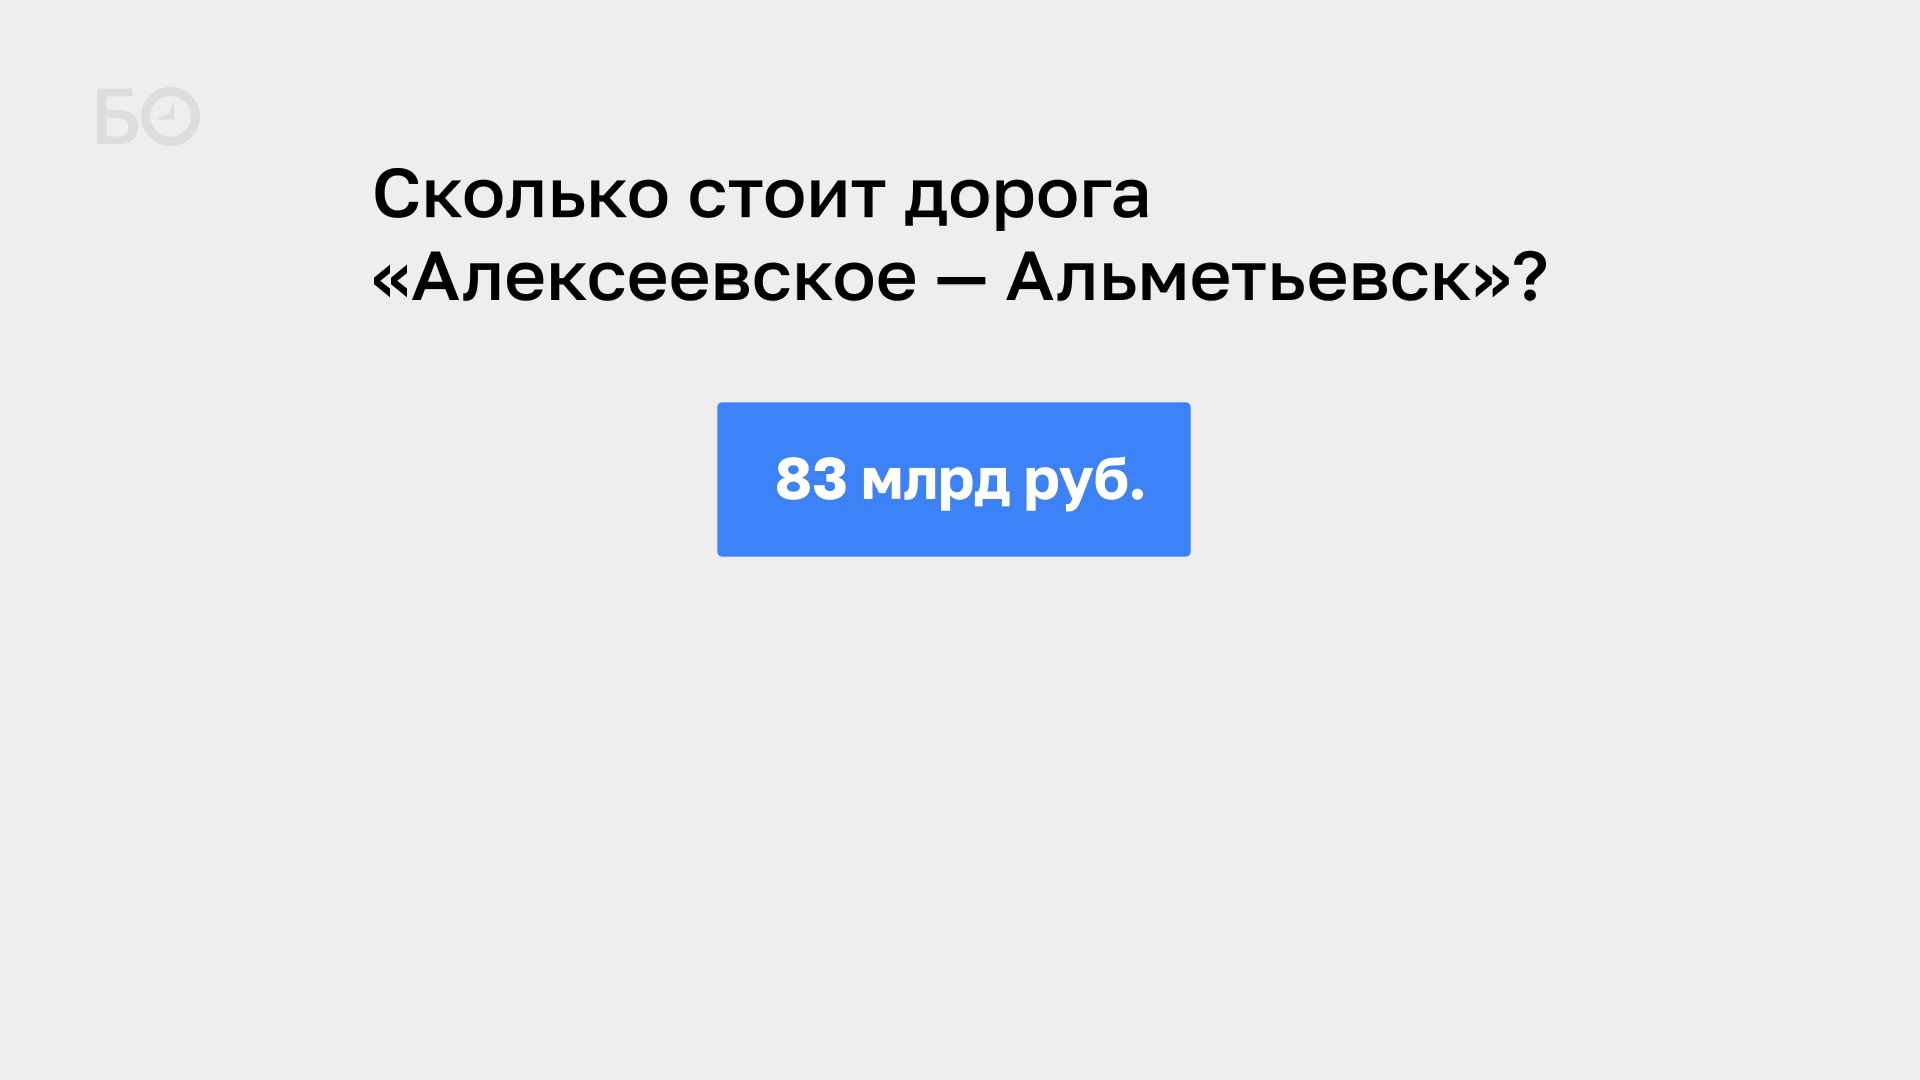 БО
Сколько стоит дорога
«Алексеевское — Альметьевск»?
83 млрд руб.